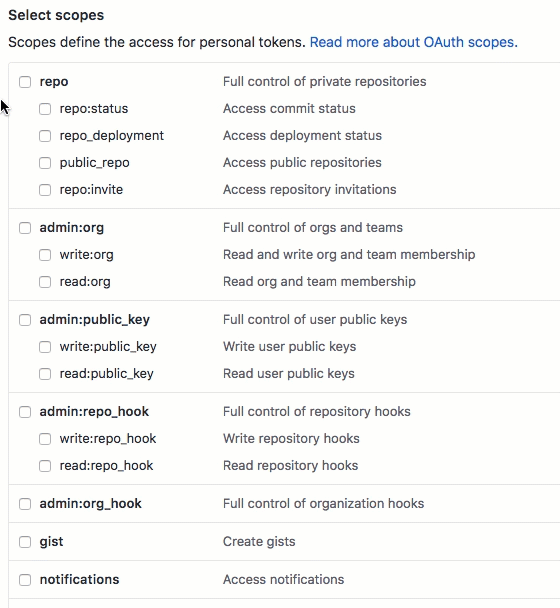 Select scopes
Scopes define the access for personal tokens. Read more about OAuth scopes.
repo Full control of private repositories
repo:status Access commit status
repo_deployment Access deployment status
public_repo Access public repositories
repo:invite Access repository invitations
admin:org Full control of orgs and teams
write:org Read and write org and team membership
read:org Read org and team membership
admin:public_key Full control of user public keys
write:public_key Write user public keys
read:public_key Read user public keys
admin:repo_hook Full control of repository hooks
write:repo_hook Write repository hooks
read:repo_hook Read repository hooks
admin:org_hook Full control of organization hooks
gist Create gists
notifications Access notifications